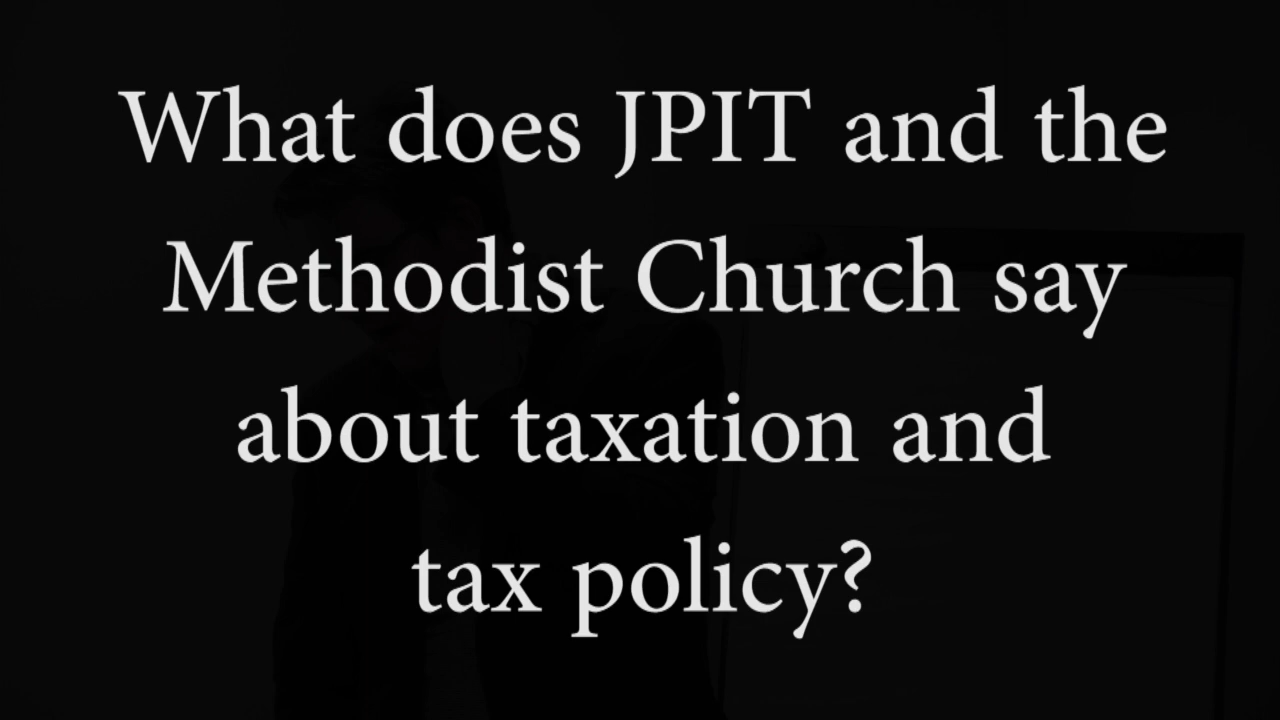 What does JPIT and the
Methodist Church say
about taxation and
tax policy?